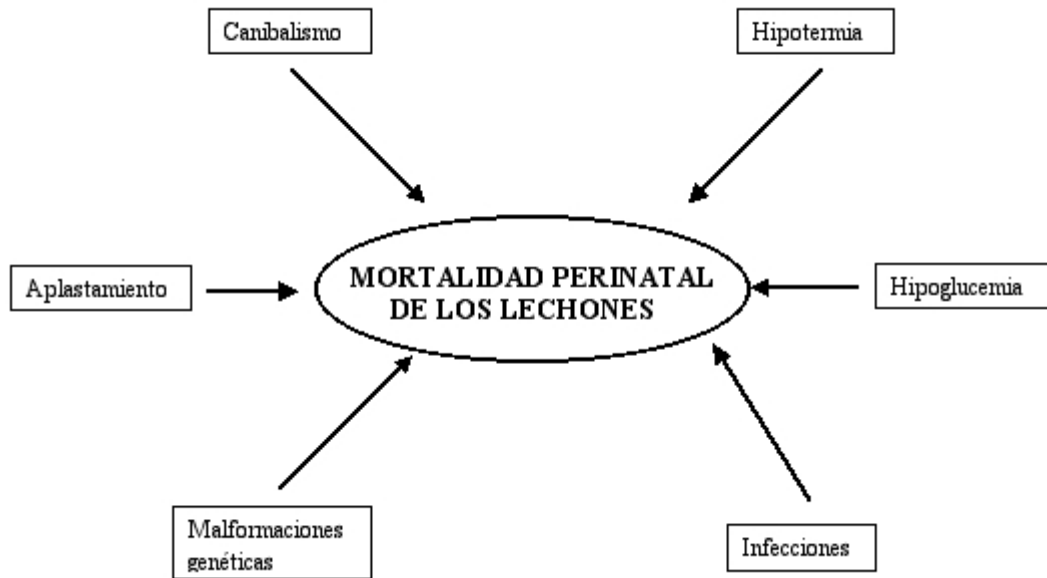 Canibalismo
Hipotermia
MORTALIDAD PERINATAL
DE LOS LECHONES
Aplastamiento
Hipoglucemia
Malformaciones
genéticas
Infecciones